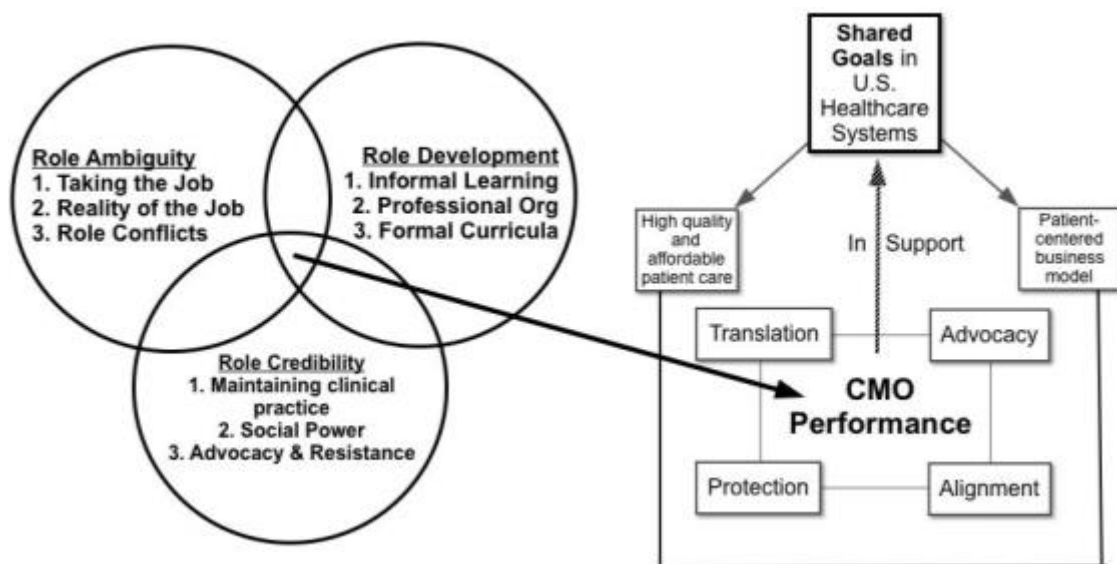 Role Ambiguity
1. Taking the Job
2. Reality of the Job
3. Role Conflicts
Role Development
1. Informal Learning
2. Professional Org
3. Formal Curricula
Role Credibility
1. Maintaining clinical
practice
2. Social Power
3. Advocacy & Resistance
Shared
Goals in
U.S.
Healthcare
Systems
High quality
and
affordable
patient care
In Support
Patient-
centered
business
model
Translation
Advocacy
CMO
Performance
Protection
Alignment